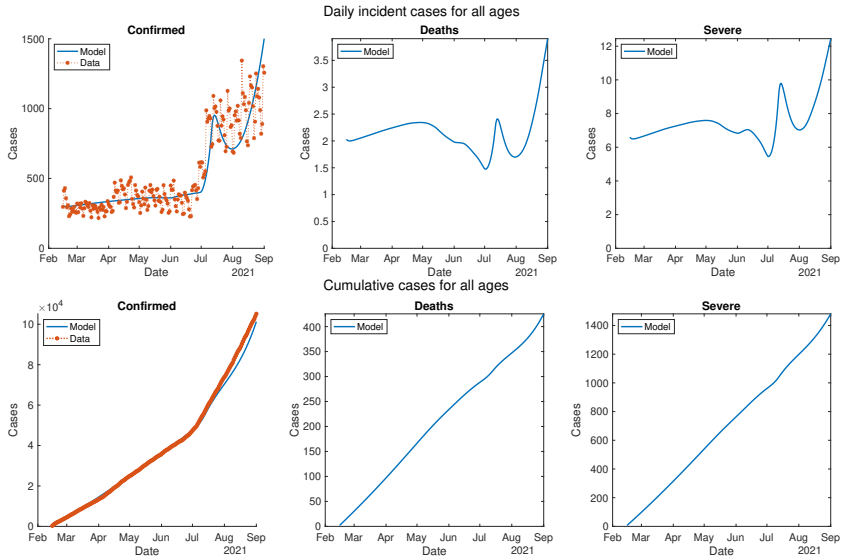 Daily incident cases for all ages
Confirmed
Model
Data
Cases
1500
1000
500
0
Feb Mar Apr May Jun Jul Aug Sep
Date
2021
Deaths
Model
Cases
3.5
3
2.5
2
1.5
1
0.5
0
Feb Mar Apr May Jun Jul Aug Sep
Date
2021
Severe
Model
Cases
12
10
8
6
4
2
0
Feb Mar Apr May Jun Jul Aug Sep
Date
2021
Cumulative cases for all ages
Confirmed
×10⁴
Model
Data
Cases
10
8
6
4
2
0
Feb Mar Apr May Jun Jul Aug Sep
Date
2021
Deaths
Model
Cases
400
350
300
250
200
150
100
50
0
Feb Mar Apr May Jun Jul Aug Sep
Date
2021
Severe
Model
Cases
1400
1200
1000
800
600
400
200
0
Feb Mar Apr May Jun Jul Aug Sep
Date
2021